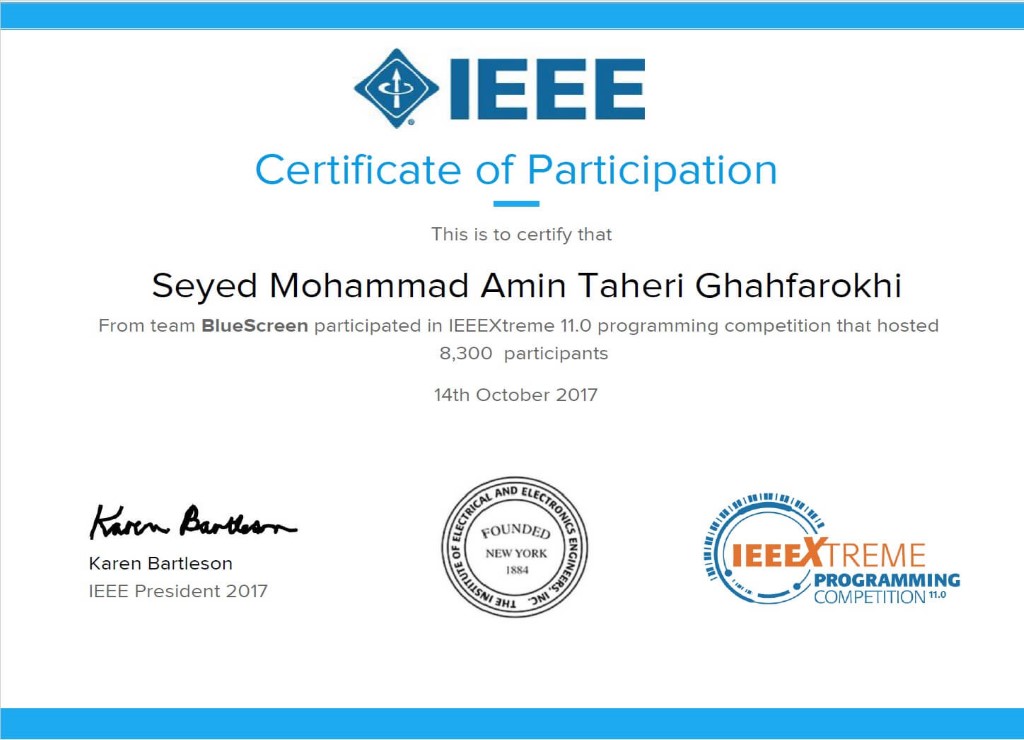 IEEE
Certificate of Participation
This is to certify that
Seyed Mohammad Amin Taheri Ghahfarokhi
From team BlueScreen participated in IEEEXtreme 11.0 programming competition that hosted
8,300 participants
14th October 2017
Karen Bartleson
Karen Bartleson
IEEE President 2017
THE INSTITUTE OF ELECTRICAL AND ELECTRONICS ENGINEERS, INC.
FOUNDED
NEW YORK
1884
IEEEXTREME
PROGRAMMING
COMPETITION 11.0